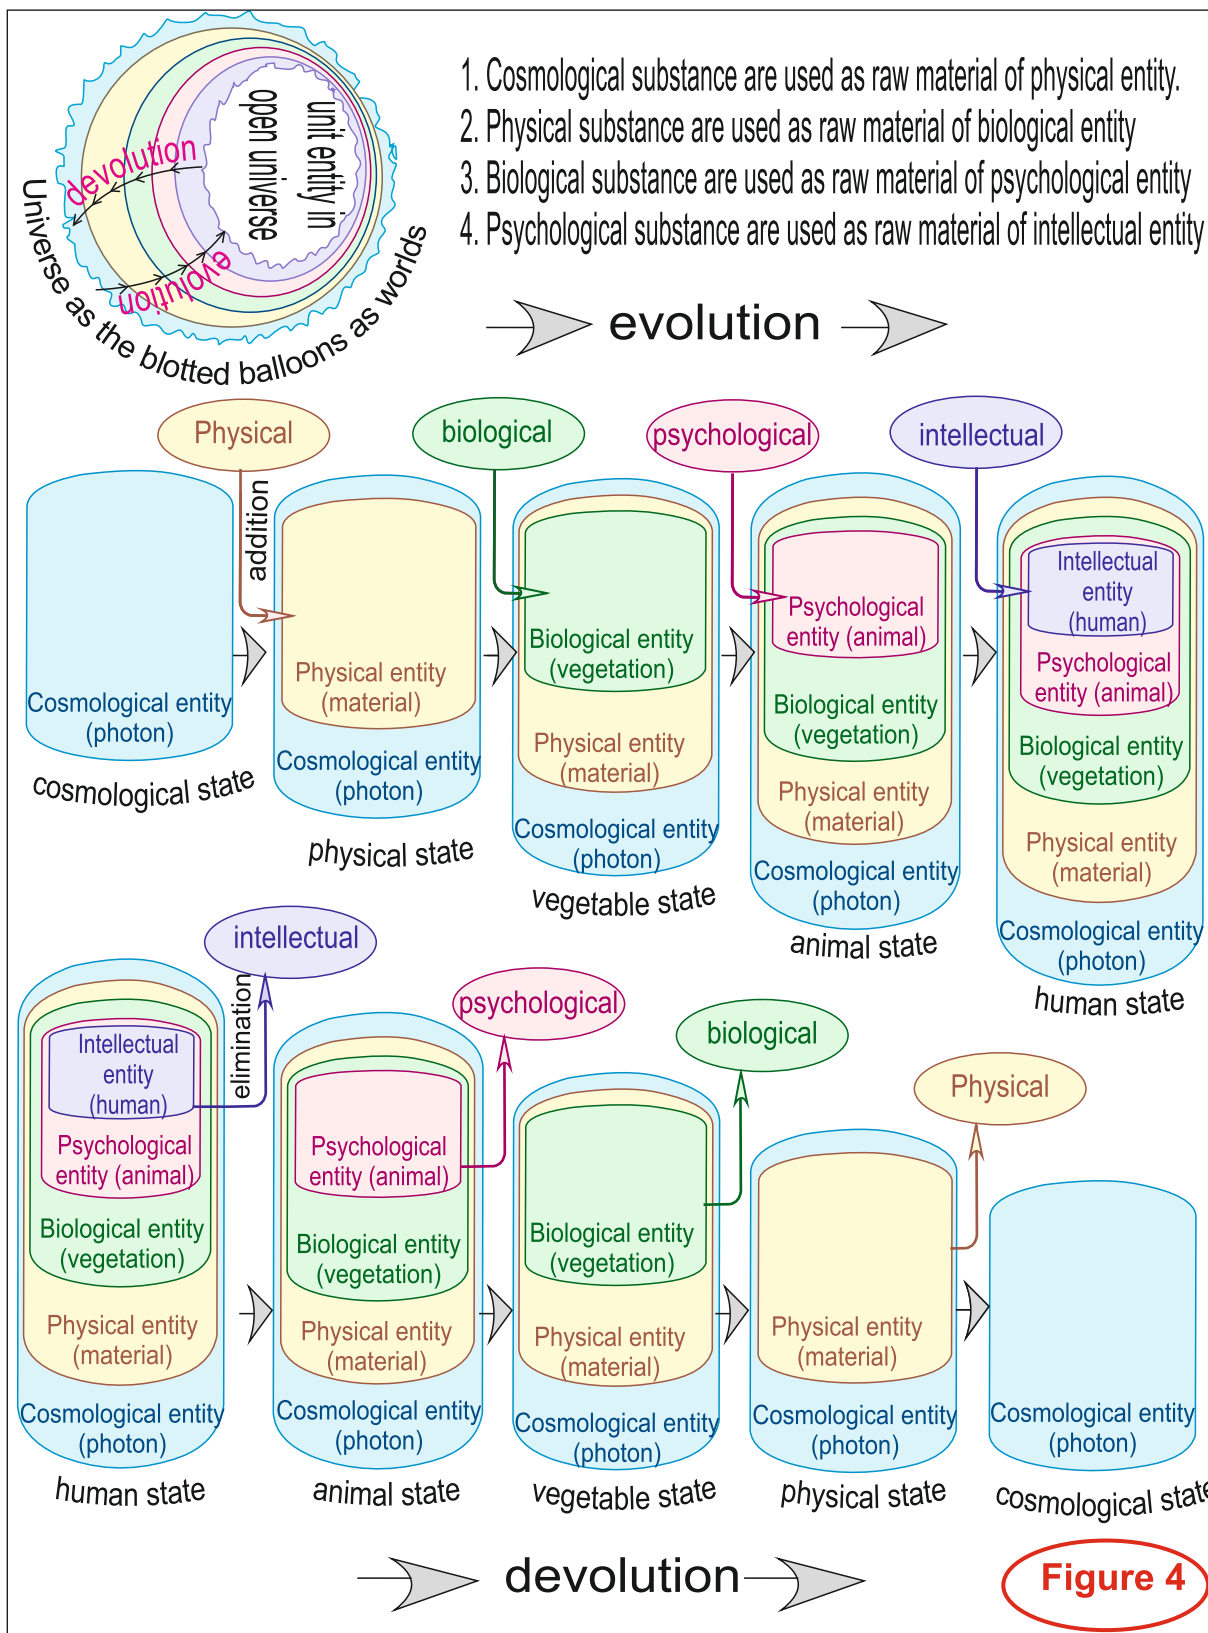 1. Cosmological substance are used as raw material of physical entity.
2. Physical substance are used as raw material of biological entity
3. Biological substance are used as raw material of psychological entity
4. Psychological substance are used as raw material of intellectual entity
unit entity in
open universe
devolution
evolution
Universe as the blotted balloons as worlds
evolution
Physical
biological
psychological
intellectual
addition
Cosmological entity
(photon)
cosmological state
Physical entity
(material)
Cosmological entity
(photon)
physical state
Biological entity
(vegetation)
Physical entity
(material)
Cosmological entity
(photon)
vegetable state
Psychological
entity (animal)
Biological entity
(vegetation)
Physical entity
(material)
Cosmological entity
(photon)
animal state
Intellectual
entity
(human)
Psychological
entity (animal)
Biological entity
(vegetation)
Physical entity
(material)
Cosmological entity
(photon)
human state
intellectual
psychological
biological
Physical
elimination
Intellectual
entity
(human)
Psychological
entity (animal)
Biological entity
(vegetation)
Physical entity
(material)
Cosmological entity
(photon)
human state
Psychological
entity (animal)
Biological entity
(vegetation)
Physical entity
(material)
Cosmological entity
(photon)
animal state
Biological entity
(vegetation)
Physical entity
(material)
Cosmological entity
(photon)
vegetable state
Physical entity
(material)
Cosmological entity
(photon)
physical state
Cosmological entity
(photon)
cosmological state
devolution
Figure 4